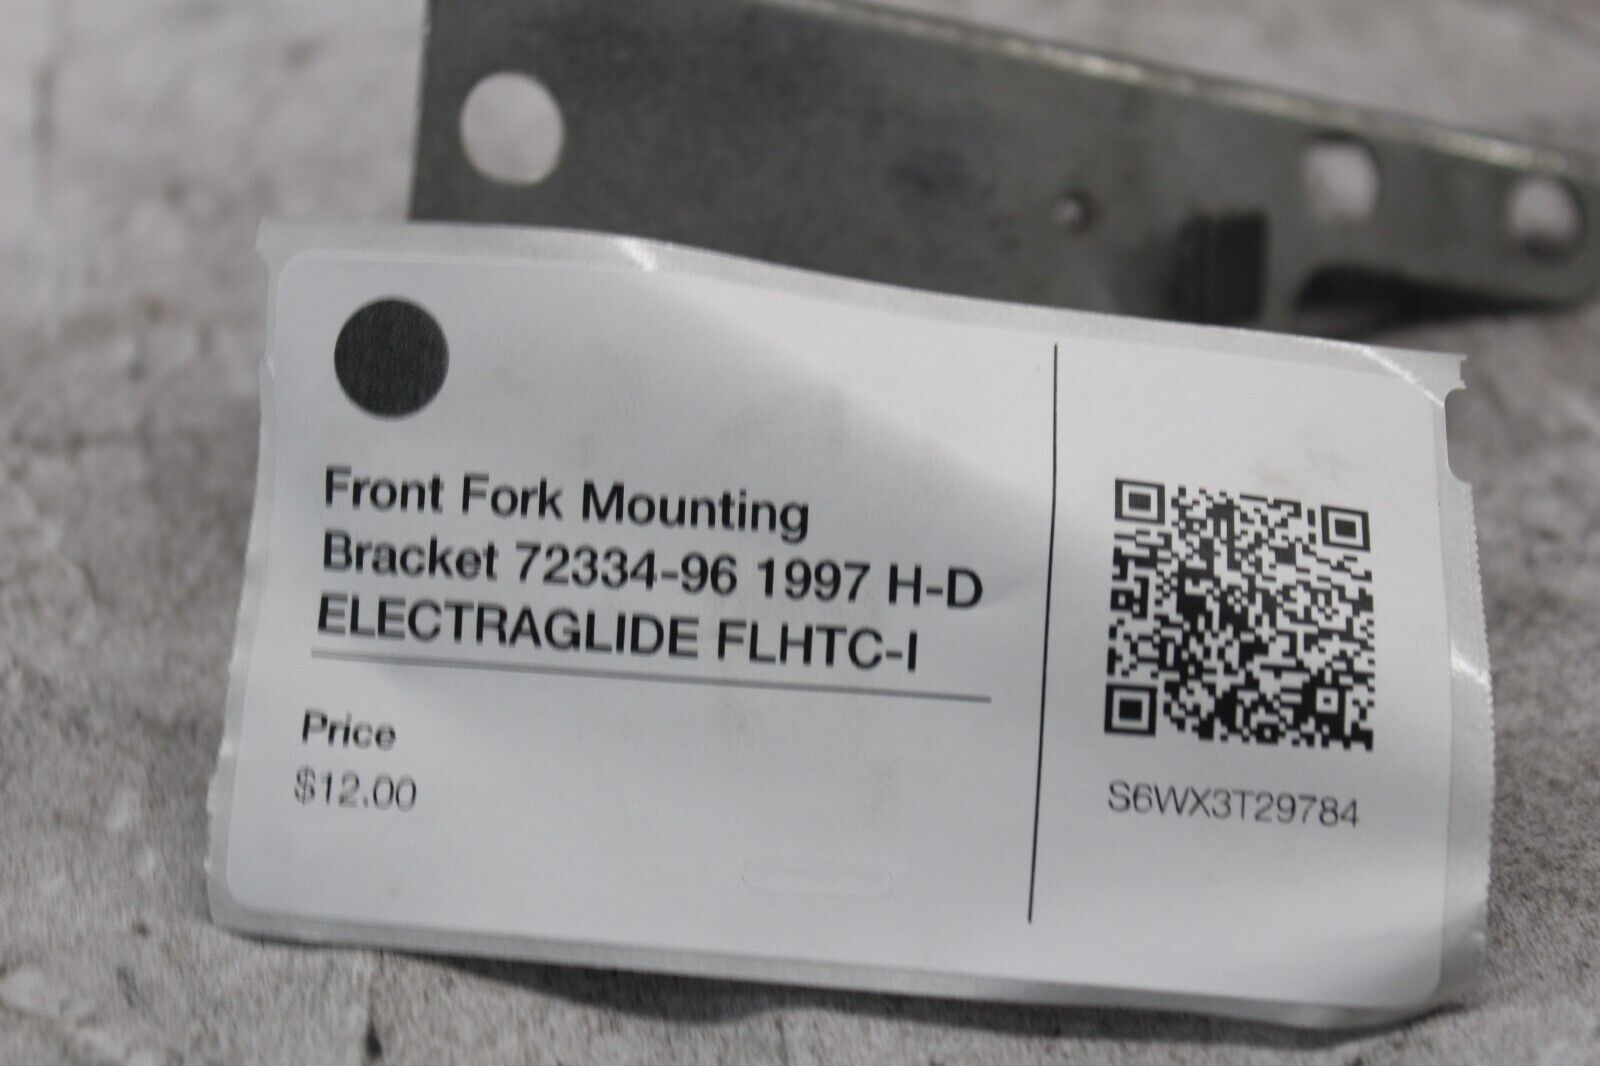 Front Fork Mounting
Bracket 72334-96 1997 H-D
ELECTRAGLIDE FLHTC-I
Price
$12.00
S6WX3T29784